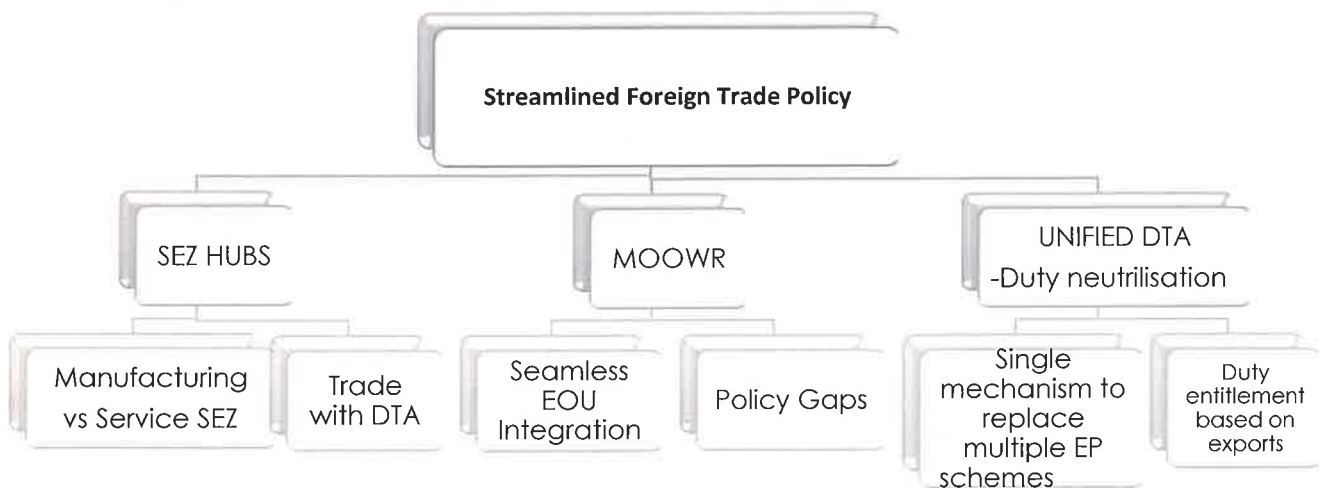 Streamlined Foreign Trade Policy
SEZ HUBS
MOOWR
UNIFIED DTA
-Duty neutrilisation
Manufacturing
vs Service SEZ
Trade
with DTA
Seamless
EOU
Integration
Policy Gaps
Single
mechanism to
replace
multiple EP
schemes
Duty
entitlement
based on
exports